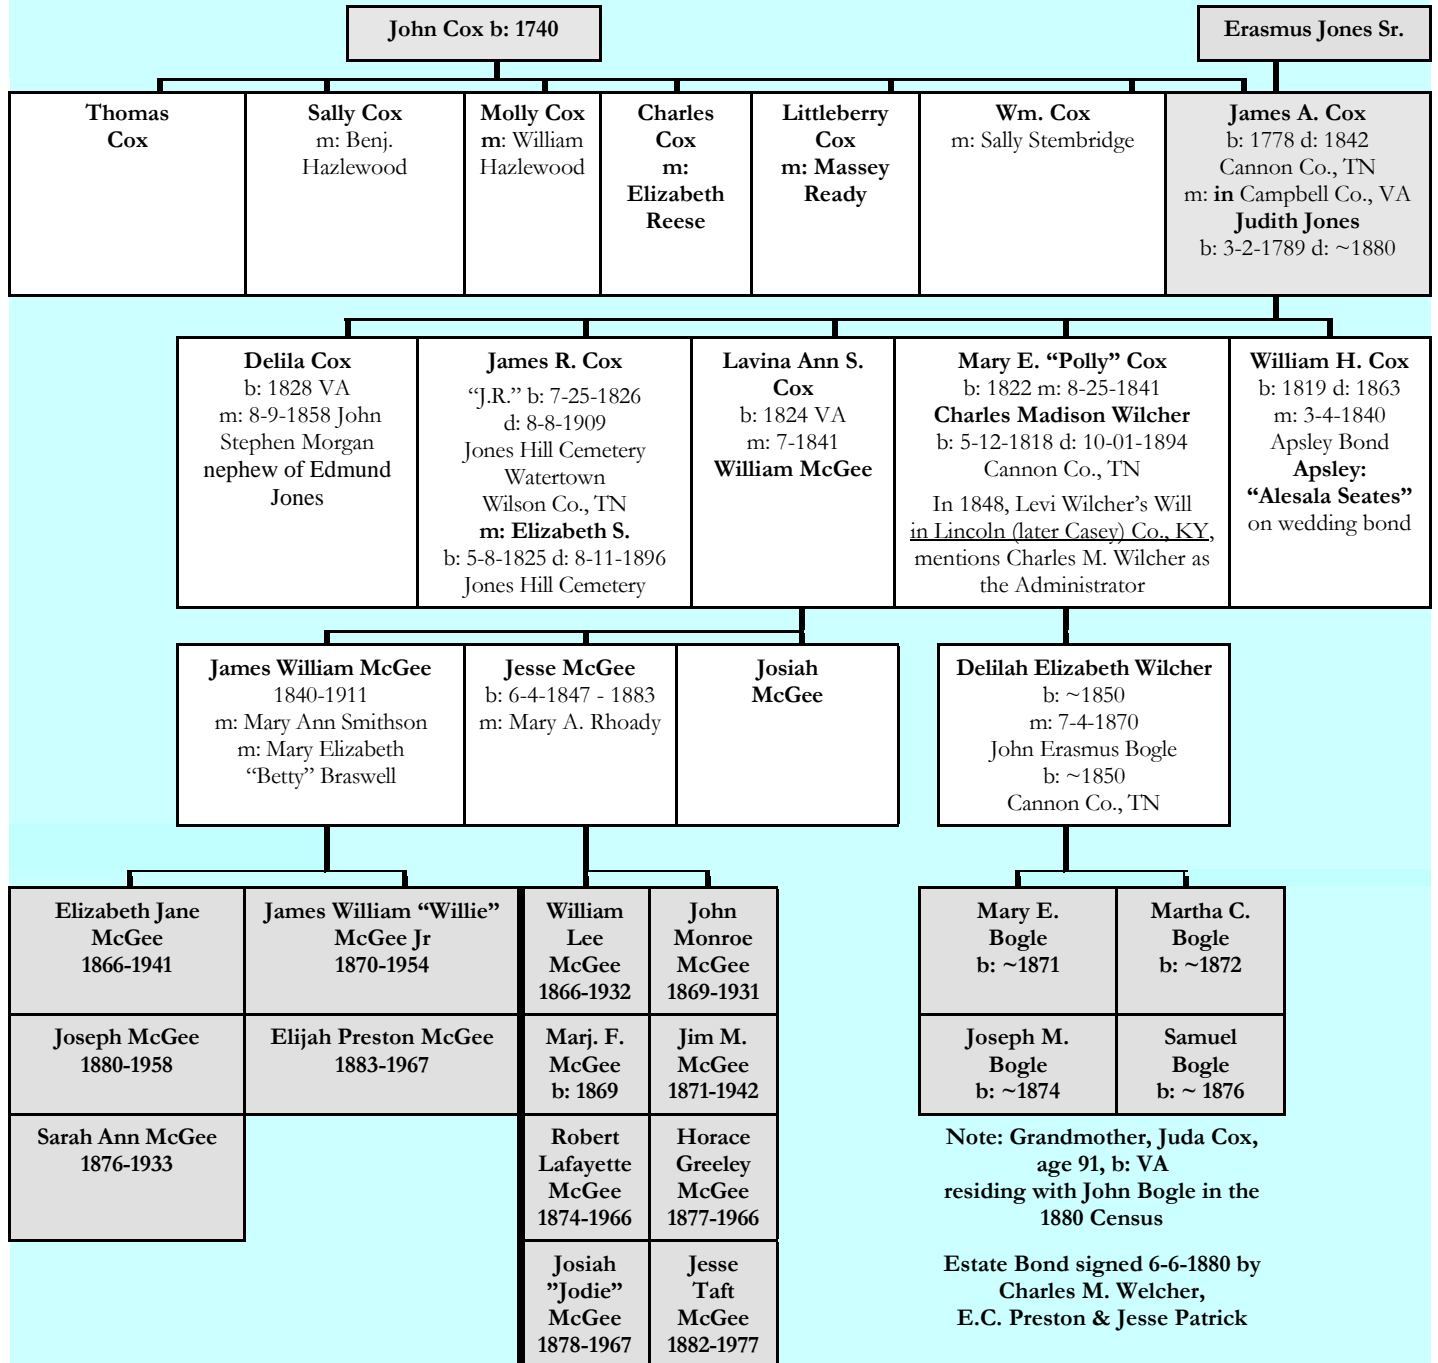 John Cox b: 1740
Erasmus Jones Sr.
Thomas
Cox
Sally Cox
m: Benj.
Hazlewood
Molly Cox
m: William
Hazlewood
Charles
Cox
m:
Elizabeth
Reese
Littleberry
Cox
m: Massey
Ready
Wm. Cox
m: Sally Stembridge
James A. Cox
b: 1778 d: 1842
Cannon Co., TN
m: in Campbell Co., VA
Judith Jones
b: 3-2-1789 d: ~1880
Delila Cox
b: 1828 VA
m: 8-9-1858 John
Stephen Morgan
nephew of Edmund
Jones
James R. Cox
“J.R.” b: 7-25-1826
d: 8-8-1909
Jones Hill Cemetery
Watertown
Wilson Co., TN
m: Elizabeth S.
b: 5-8-1825 d: 8-11-1896
Jones Hill Cemetery
Lavina Ann S.
Cox
b: 1824 VA
m: 7-1841
William McGee
Mary E. “Polly” Cox
b: 1822 m: 8-25-1841
Charles Madison Wilcher
b: 5-12-1818 d: 10-01-1894
Cannon Co., TN
In 1848, Levi Wilcher’s Will
in Lincoln (later Casey) Co., KY,
mentions Charles M. Wilcher as
the Administrator
William H. Cox
b: 1819 d: 1863
m: 3-4-1840
Apsley Bond
Apsley:
“Alesala Seates”
on wedding bond
James William McGee
1840-1911
m: Mary Ann Smithson
m: Mary Elizabeth
“Betty” Braswell
Jesse McGee
b: 6-4-1847 - 1883
m: Mary A. Rhoady
Josiah
McGee
Delilah Elizabeth Wilcher
b: ~1850
m: 7-4-1870
John Erasmus Bogle
b: ~1850
Cannon Co., TN
Elizabeth Jane
McGee
1866-1941
James William “Willie”
McGee Jr
1870-1954
William
Lee
McGee
1866-1932
John
Monroe
McGee
1869-1931
Mary E.
Bogle
b: ~1871
Martha C.
Bogle
b: ~1872
Joseph McGee
1880-1958
Elijah Preston McGee
1883-1967
Marj. F.
McGee
b: 1869
Jim M.
McGee
1871-1942
Joseph M.
Bogle
b: ~1874
Samuel
Bogle
b: ~ 1876
Sarah Ann McGee
1876-1933
Robert
Lafayette
McGee
1874-1966
Horace
Greeley
McGee
1877-1966
Note: Grandmother, Juda Cox,
age 91, b: VA
residing with John Bogle in the
1880 Census
Josiah
”Jodie”
McGee
1878-1967
Jesse
Taft
McGee
1882-1977
Estate Bond signed 6-6-1880 by
Charles M. Welcher,
E.C. Preston & Jesse Patrick